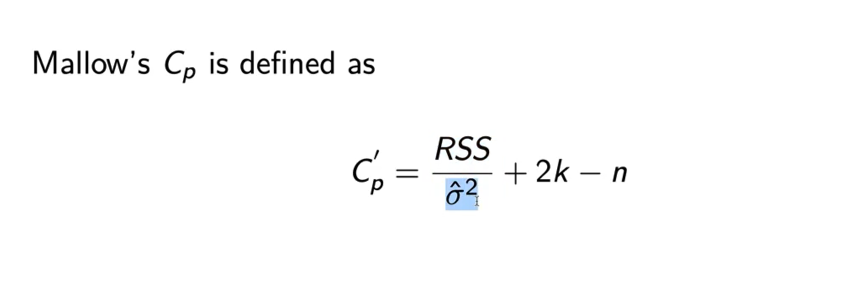 Mallow's Cₚ is defined as
C′ₚ = RSS / σ̂² + 2k − n